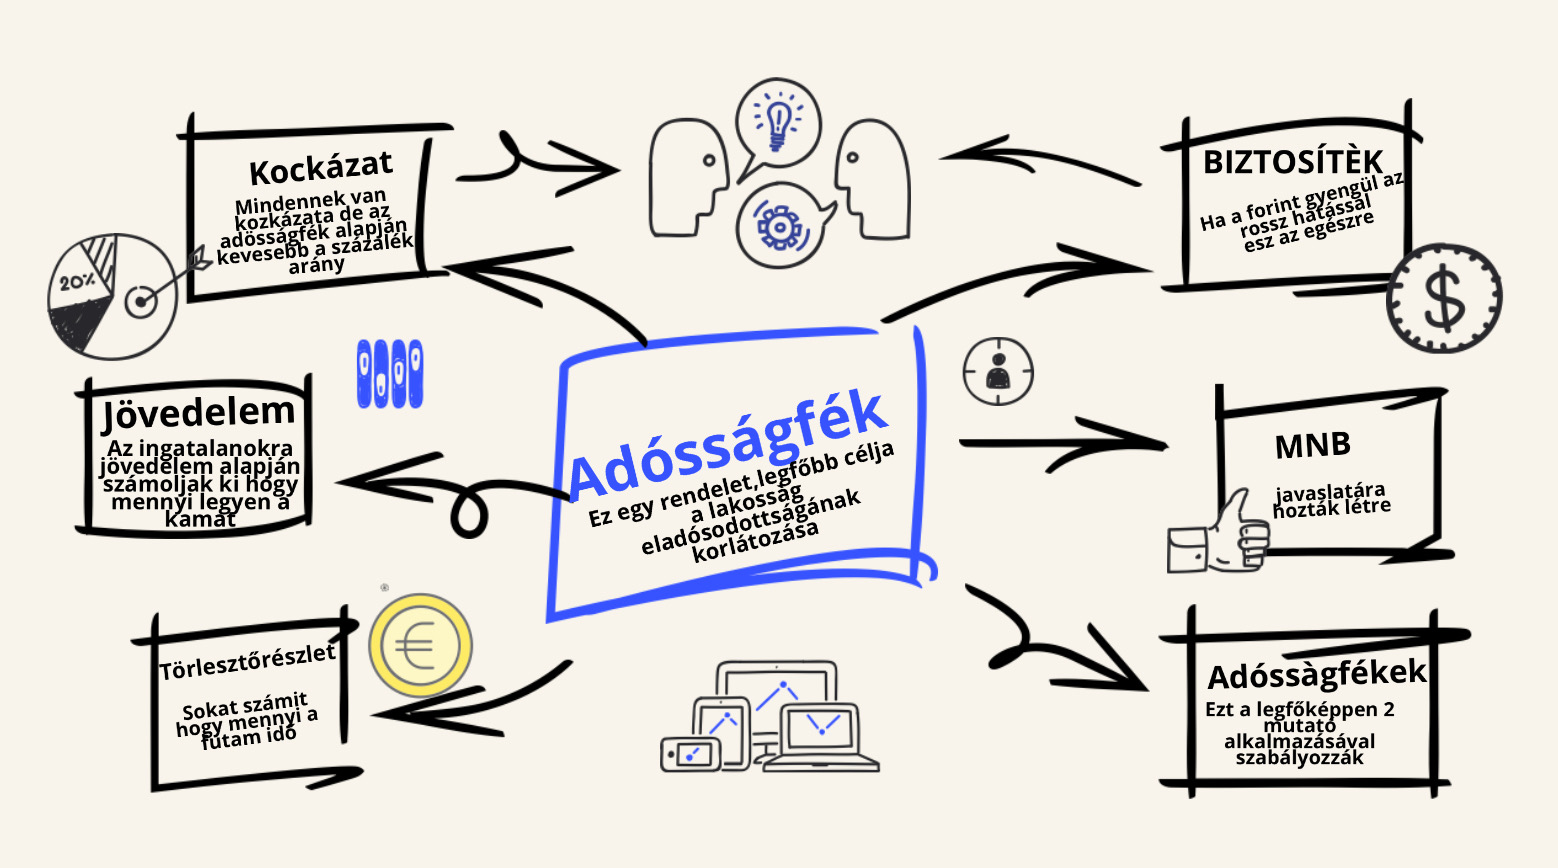 Kockázat
Mindennek van
kozkázata de az
adösságfék alapján
kevesebb a százalék
arány
20%
BIZTOSÍTÈK
Ha a forint gyengül az
rossz hatással
esz az egészre
$
Jövedelem
Az ingatalanokra
jövedelem alapján
számoljak ki hogy
mennyi legyen a
kamat
Adósságfék
Ez egy rendelet,legfőbb célja
a lakosság
eladósodottságának
korlátozása
MNB
javaslatára
hozták létre
Törlesztőrészlet
Sokat számit
hogy mennyi a
futam idő
€
Adóssàgfékek
Ezt a legfőképpen 2
mutató
alkalmazásával
szabályozzák